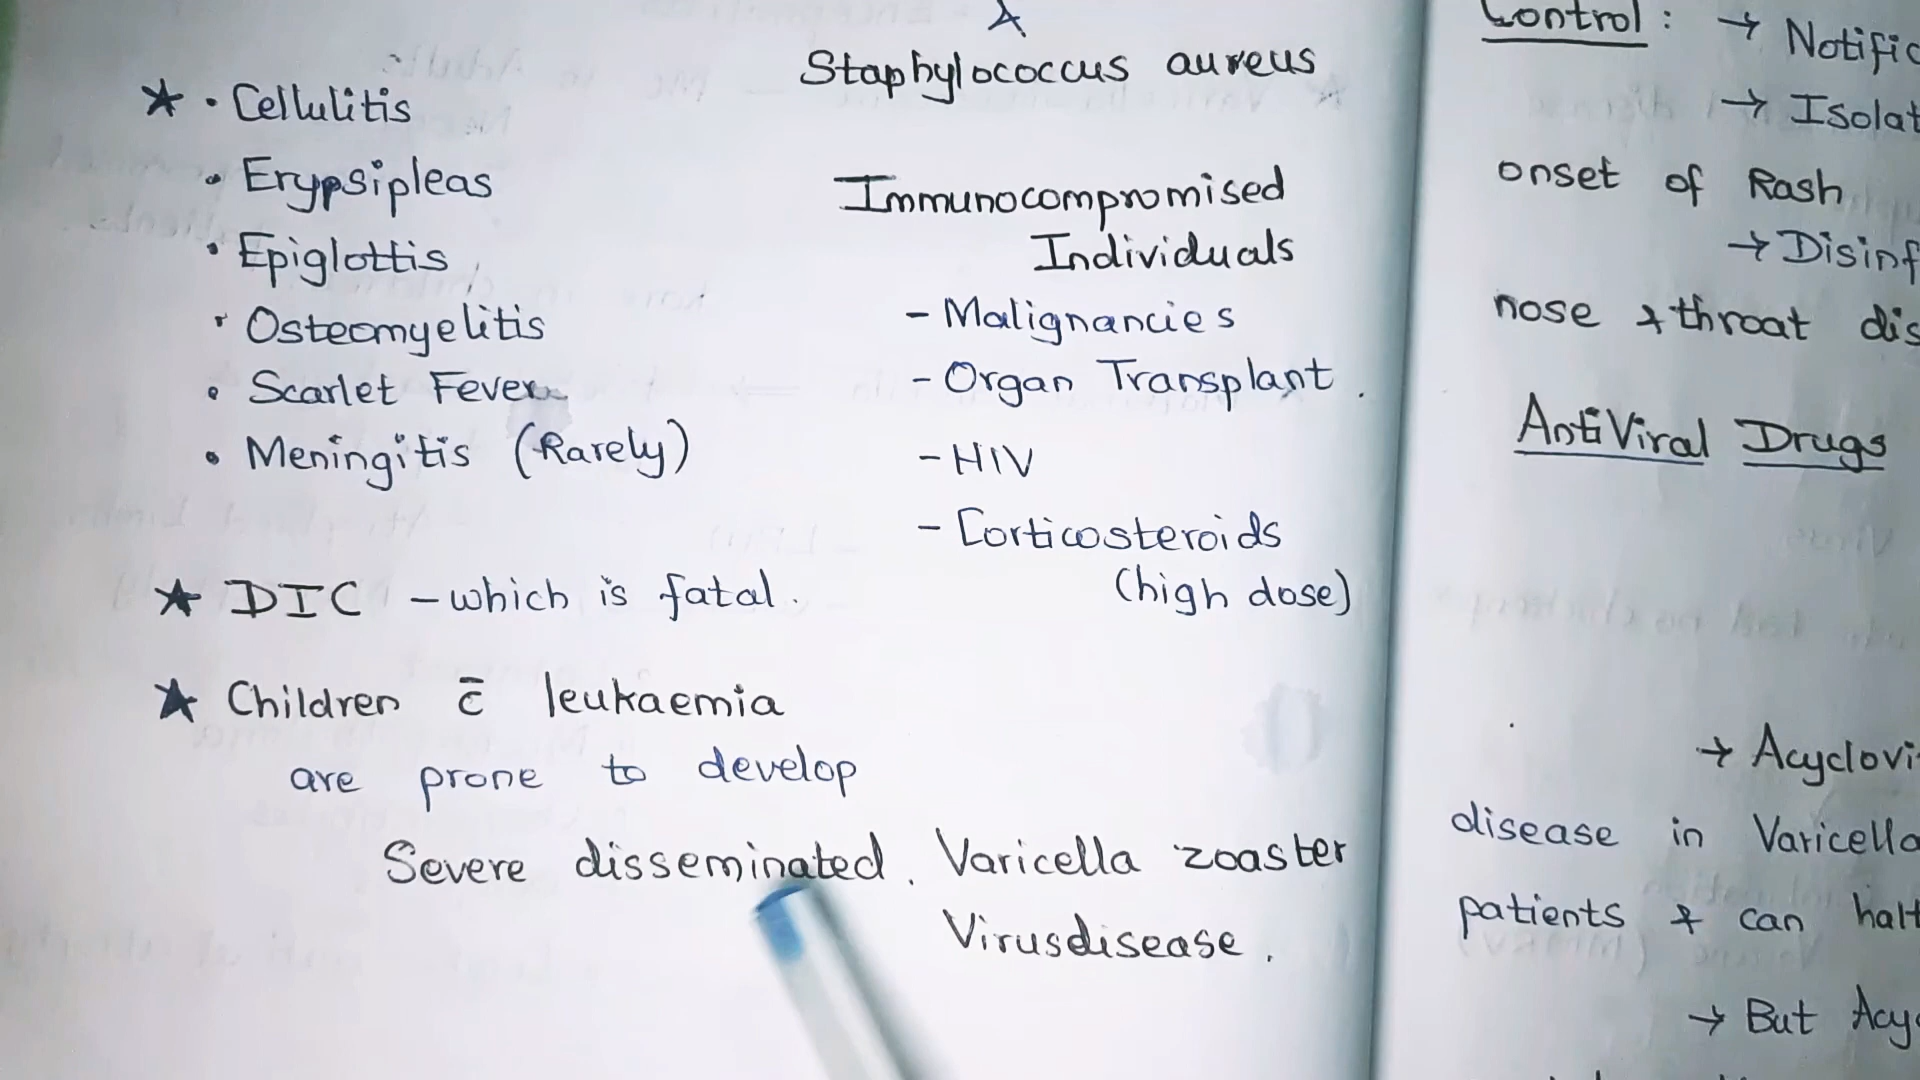 Staphylococcus aureus
★ • Cellulitis
• Erypsipleas
• Epiglottis
• Osteomyelitis
• Scarlet Fever
• Meningitis (Rarely)
Immunocompromised
Individuals
- Malignancies
- Organ Transplant
- HIV
- Corticosteroids
(high dose)
★ DIC - which is fatal.
★ Children c̄ leukaemia
are prone to develop
Severe disseminated. Varicella zoaster
Virusdisease.
Control : → Notific
→ Isolat
onset of Rash
→ Disinf
nose & throat dis
AntiViral Drugs
→ Acyclovi
disease in Varicella
patients & can halt
→ But Acyc